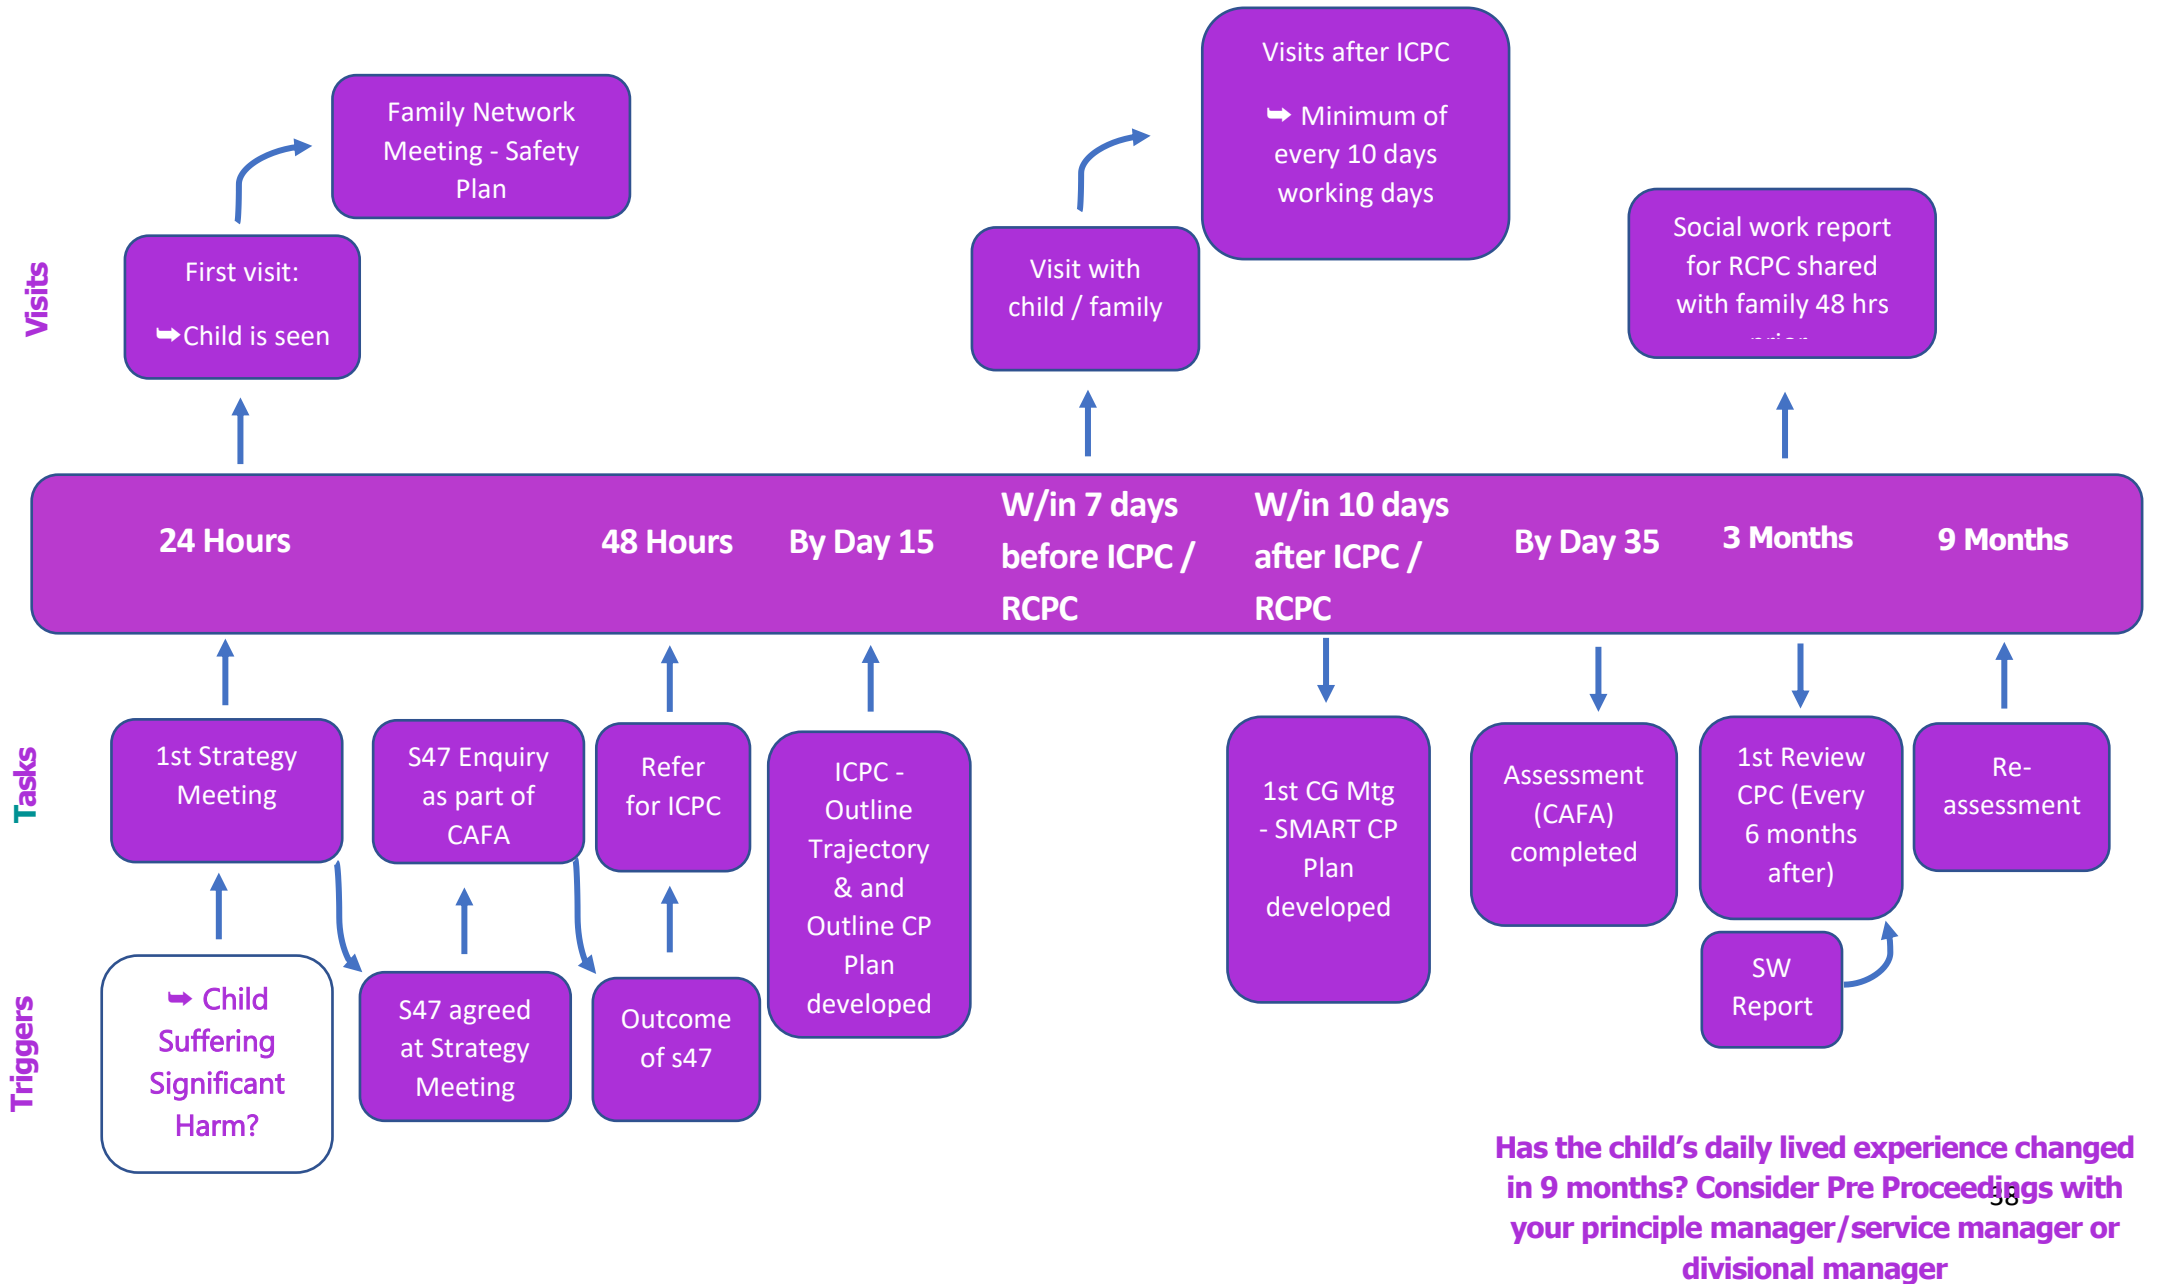 Visits
Family Network
Meeting - Safety
Plan
First visit:
➥Child is seen
Visits after ICPC
➥ Minimum of
every 10 days
working days
Visit with
child / family
Social work report
for RCPC shared
with family 48 hrs
24 Hours
48 Hours
By Day 15
W/in 7 days
before ICPC /
RCPC
W/in 10 days
after ICPC /
RCPC
By Day 35
3 Months
9 Months
Tasks
1st Strategy
Meeting
S47 Enquiry
as part of
CAFA
Refer
for ICPC
ICPC -
Outline
Trajectory
& and
Outline CP
Plan
developed
1st CG Mtg
- SMART CP
Plan
developed
Assessment
(CAFA)
completed
1st Review
CPC (Every
6 months
after)
Re-
assessment
Triggers
➥ Child
Suffering
Significant
Harm?
S47 agreed
at Strategy
Meeting
Outcome
of s47
SW
Report
Has the child’s daily lived experience changed
in 9 months? Consider Pre Proceedings with
your principle manager/service manager or
divisional manager
38